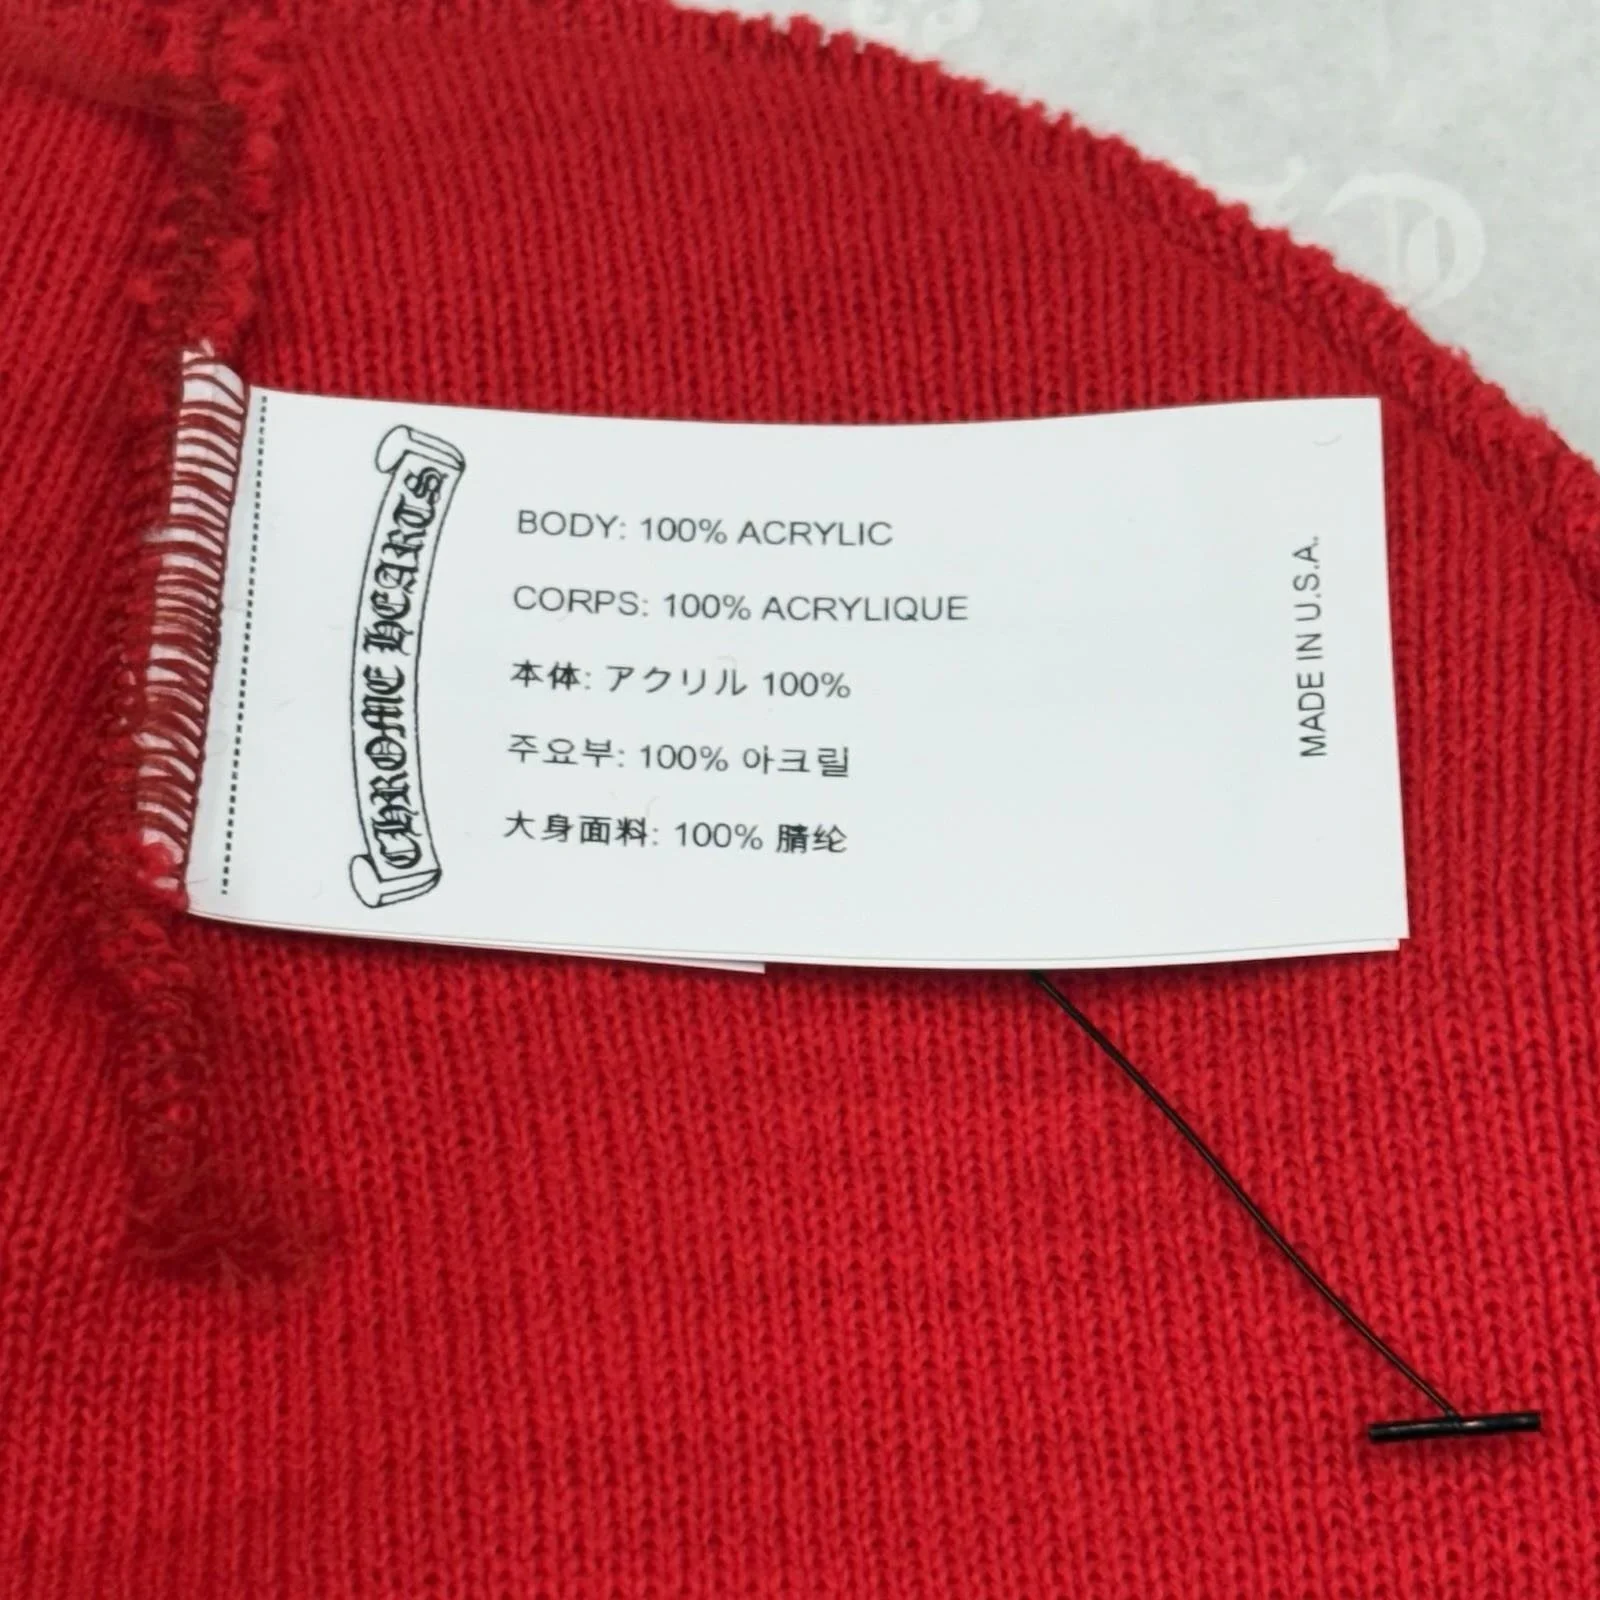 CHROME HEARTS
BODY: 100% ACRYLIC
CORPS: 100% ACRYLIQUE
本体: アクリル 100%
주요부: 100% 아크릴
大身面料: 100% 腈纶
MADE IN U.S.A.